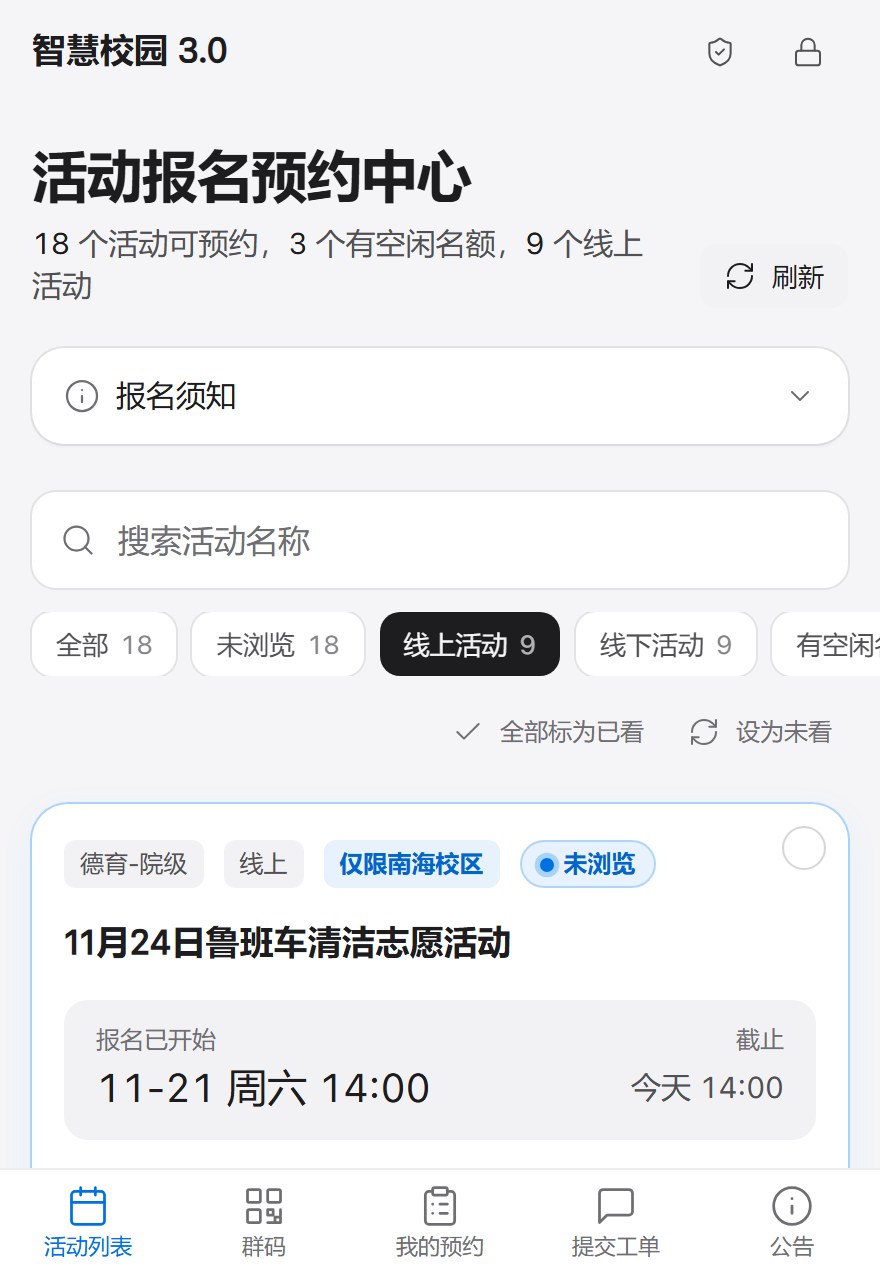 智慧校园 3.0
活动报名预约中心
18 个活动可预约，3 个有空闲名额，9 个线上
活动
刷新
报名须知
搜索活动名称
全部 18 未浏览 18 线上活动 9 线下活动 9 有空闲
全部标为已看 设为未看
德育-院级 线上 仅限南海校区 未浏览
11月24日鲁班车清洁志愿活动
报名已开始 截止
11-21 周六 14:00 今天 14:00
活动列表 群码 我的预约 提交工单 公告